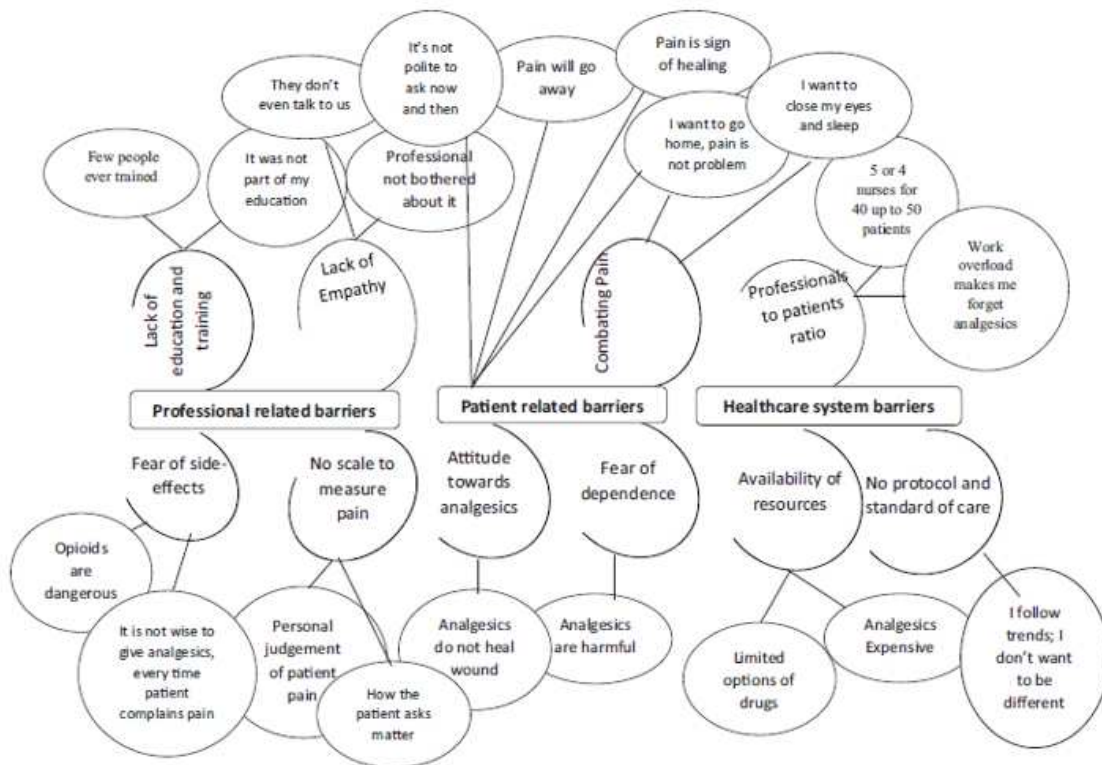 It's not
polite to
ask now
and then
Pain will go
away
Pain is sign
of healing
I want to
close my eyes
and sleep
They don't
even talk to us
I want to go
home, pain is
not problem
Few people
ever trained
It was not
part of my
education
Professional
not bothered
about it
5 or 4
nurses for
40 up to 50
patients
Work
overload
makes me
forget
analgesics
Lack of
education and
training
Lack of
Empathy
Combating Pain
Professionals
to patients
ratio
Professional related barriers
Patient related barriers
Healthcare system barriers
Fear of side-
effects
No scale to
measure
pain
Attitude
towards
analgesics
Fear of
dependence
Availability of
resources
No protocol and
standard of care
Opioids
are
dangerous
It is not wise to
give analgesics,
every time
patient
complains pain
Personal
judgement
of patient
pain
How the
patient asks
matter
Analgesics
do not heal
wound
Analgesics
are harmful
Limited
options of
drugs
Analgesics
Expensive
I follow
trends; I
don't want
to be
different